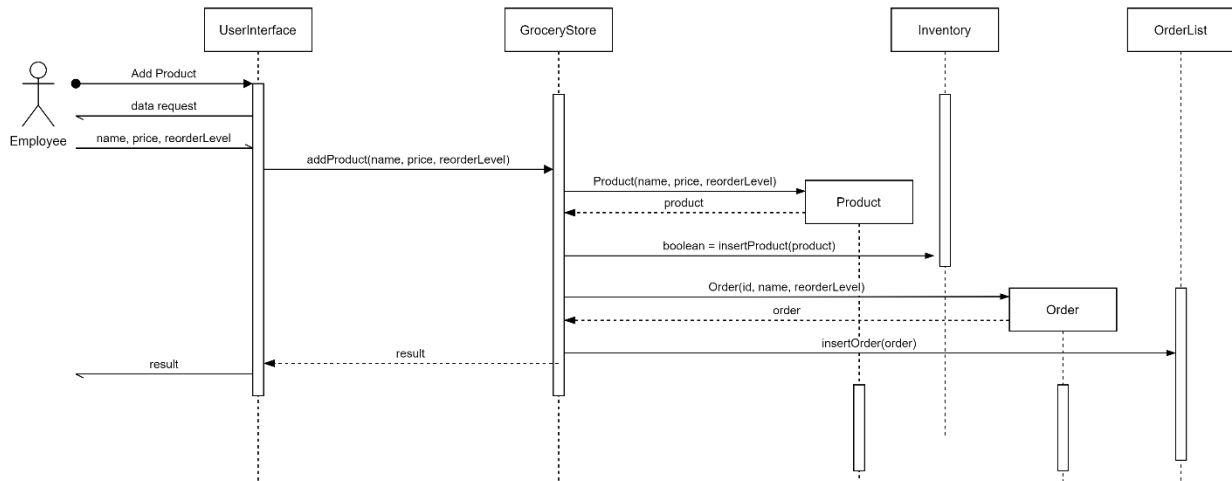 UserInterface
GroceryStore
Inventory
OrderList
Add Product
data request
Employee
name, price, reorderLevel
addProduct(name, price, reorderLevel)
Product(name, price, reorderLevel)
product
Product
boolean = insertProduct(product)
Order(id, name, reorderLevel)
order
Order
insertOrder(order)
result
result